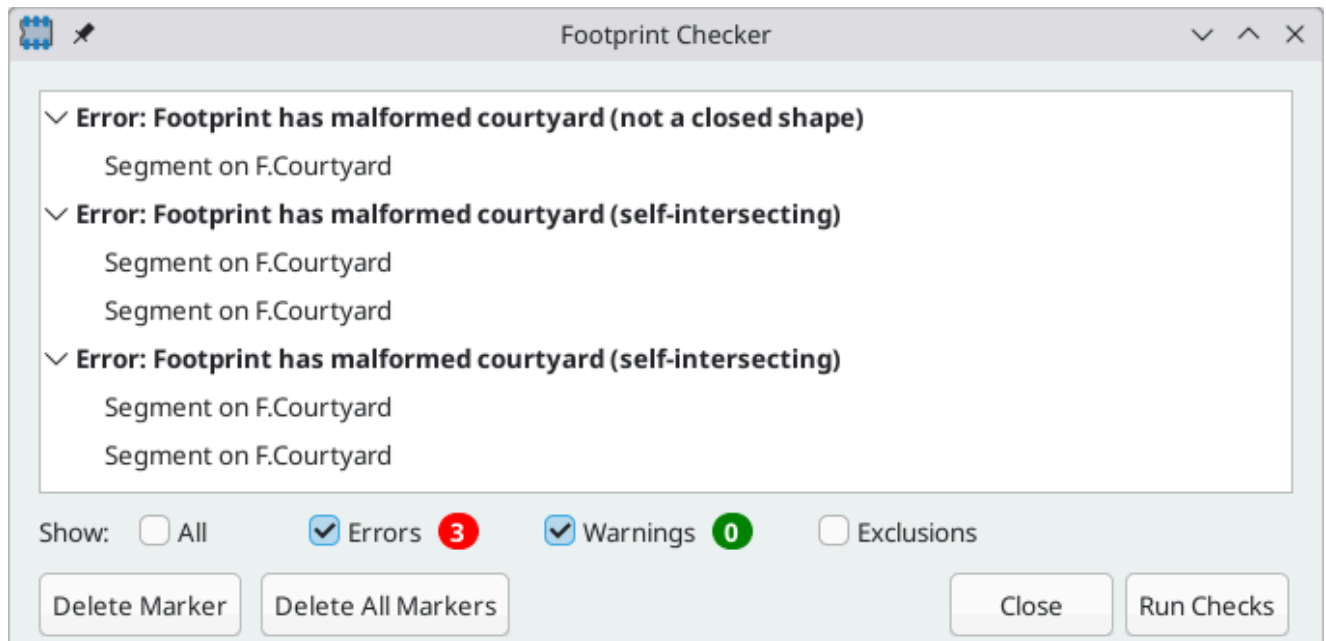 Footprint Checker
Error: Footprint has malformed courtyard (not a closed shape)
Segment on F.Courtyard
Error: Footprint has malformed courtyard (self-intersecting)
Segment on F.Courtyard
Segment on F.Courtyard
Error: Footprint has malformed courtyard (self-intersecting)
Segment on F.Courtyard
Segment on F.Courtyard
Show: All Errors 3 Warnings 0 Exclusions
Delete Marker Delete All Markers Close Run Checks